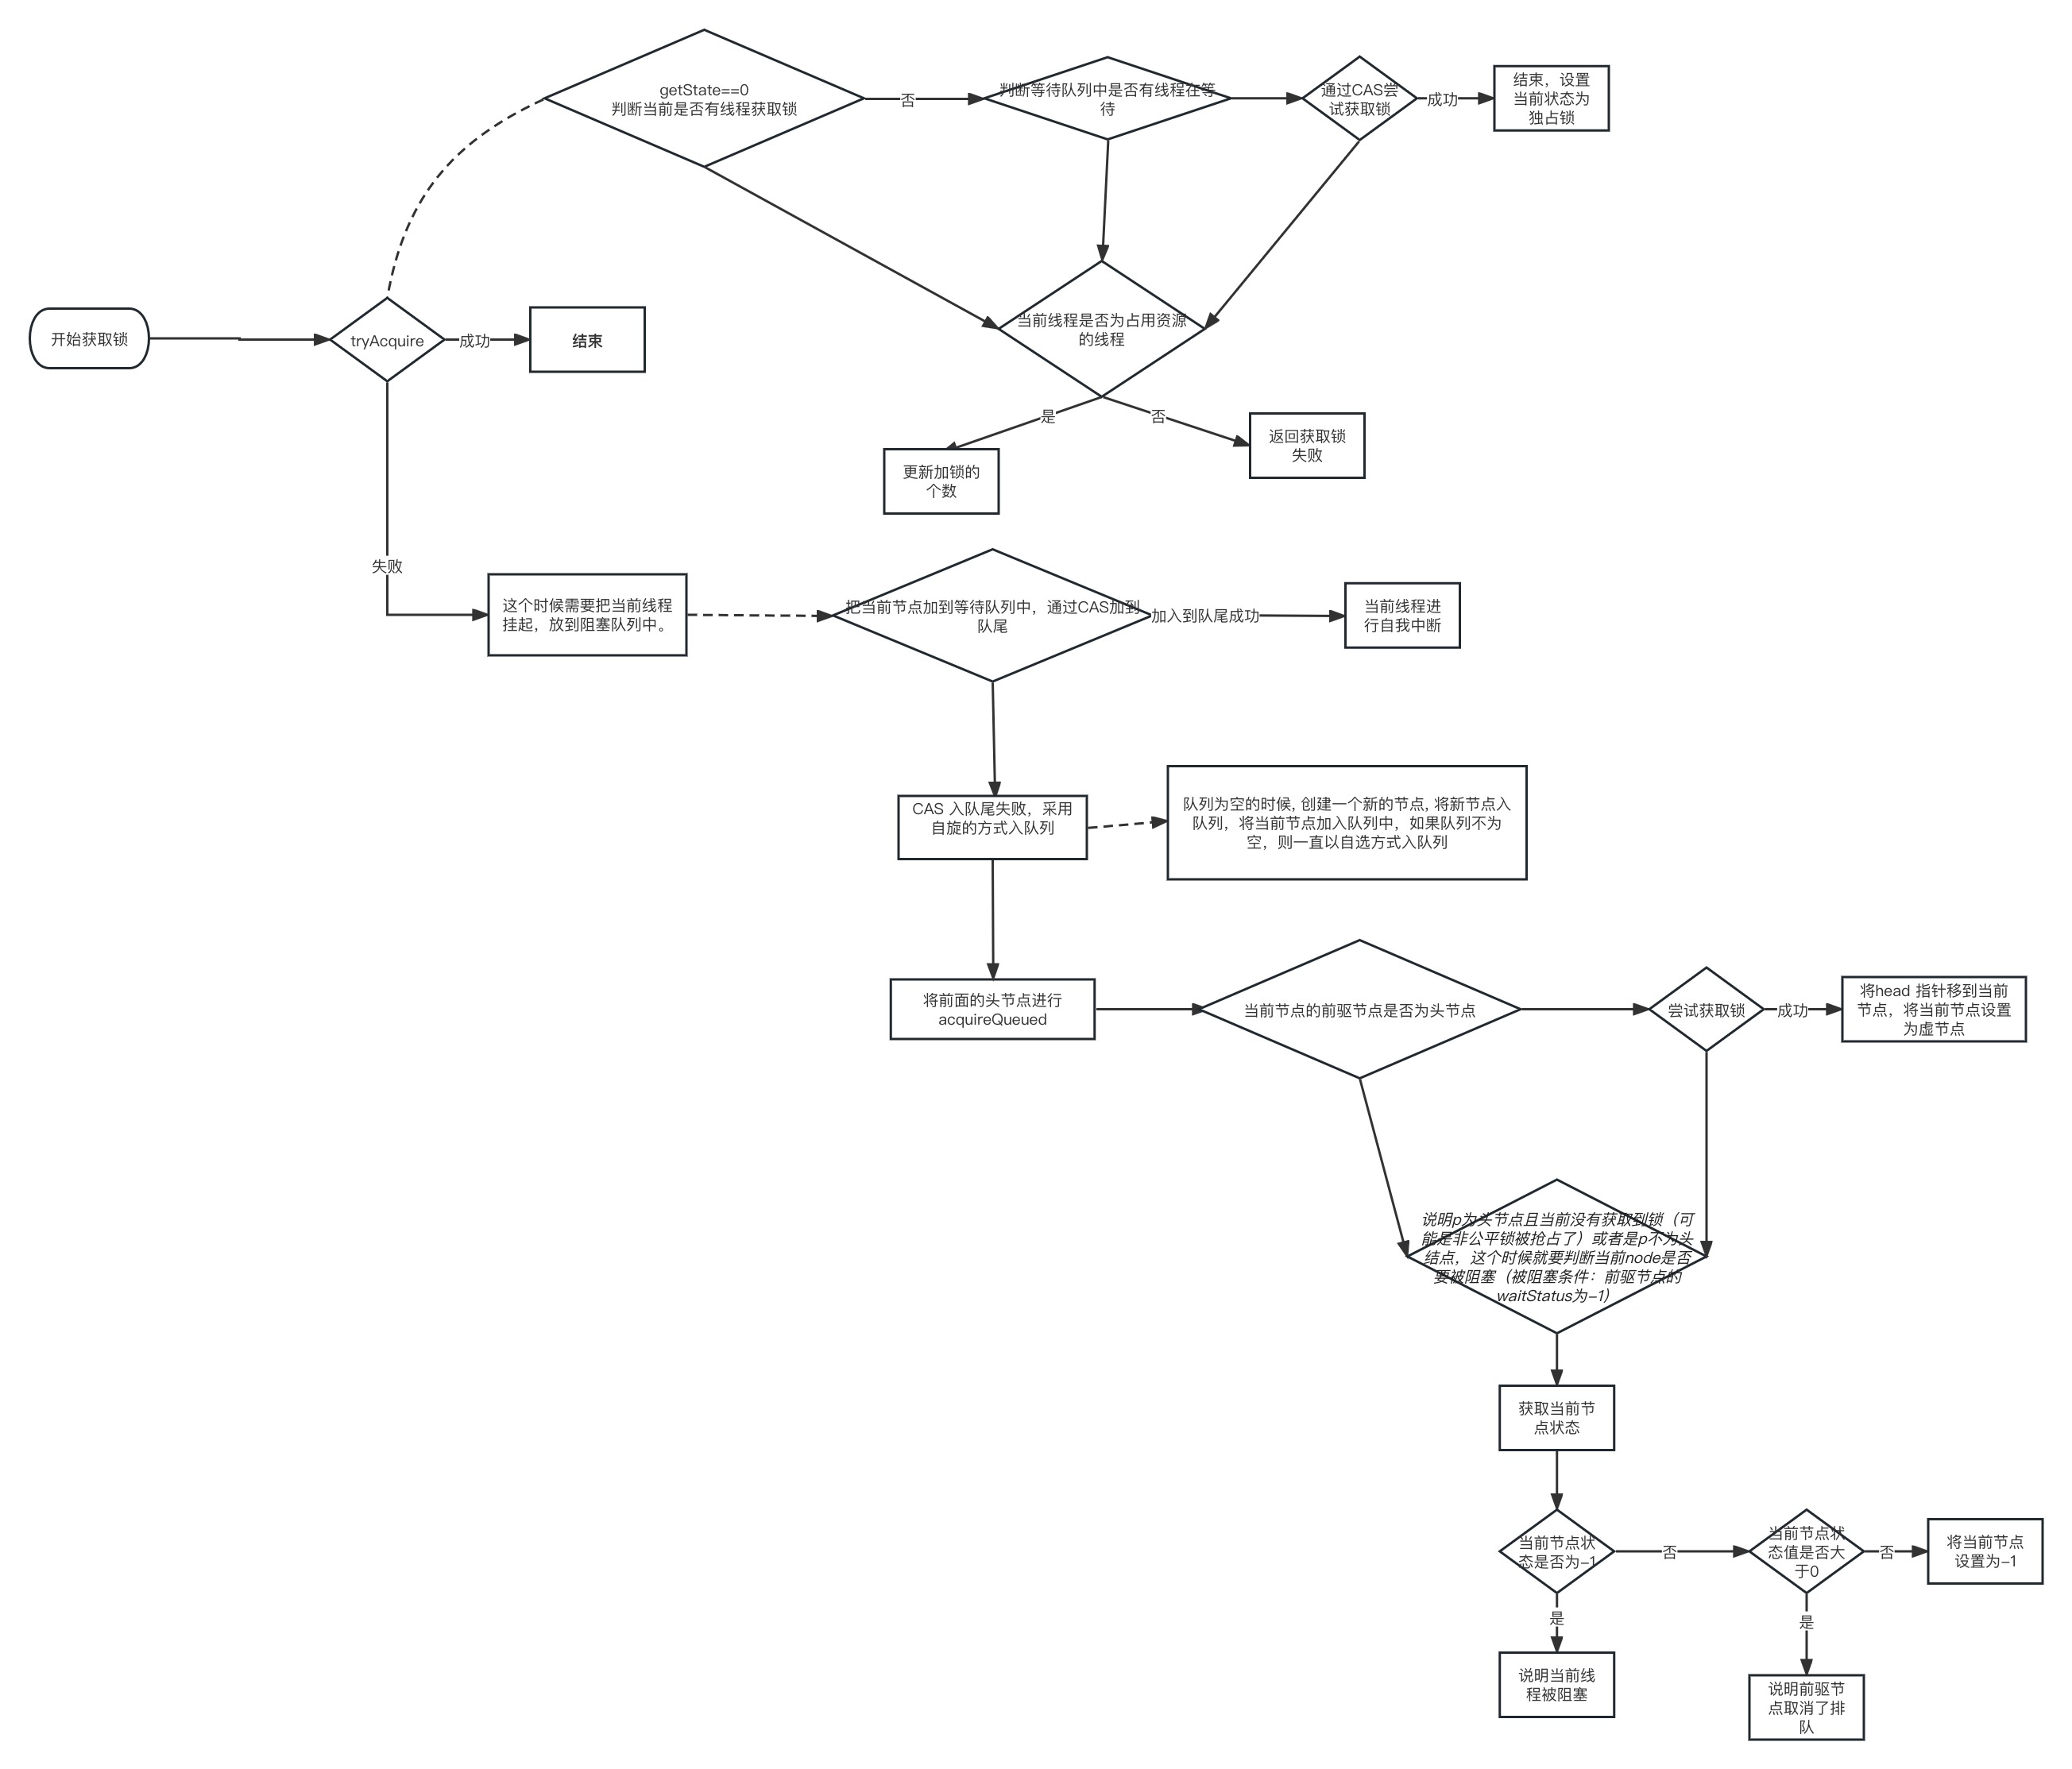 getState==0
判断当前是否有线程获取锁
否
判断等待队列中是否有线程在等
待
通过CAS尝
试获取锁
成功
结束，设置
当前状态为
独占锁
开始获取锁
tryAcquire
成功
结束
当前线程是否为占用资源
的线程
是
否
更新加锁的
个数
返回获取锁
失败
失败
这个时候需要把当前线程
挂起，放到阻塞队列中。
把当前节点加到等待队列中，通过CAS加到
队尾
加入到队尾成功
当前线程进
行自我中断
CAS 入队尾失败，采用
自旋的方式入队列
队列为空的时候, 创建一个新的节点, 将新节点入
队列，将当前节点加入队列中，如果队列不为
空，则一直以自选方式入队列
将前面的头节点进行
acquireQueued
当前节点的前驱节点是否为头节点
尝试获取锁
成功
将head 指针移到当前
节点，将当前节点设置
为虚节点
说明p为头节点且当前没有获取到锁（可
能是非公平锁被抢占了）或者是p不为头
结点，这个时候就要判断当前node是否
要被阻塞（被阻塞条件：前驱节点的
waitStatus为-1）
获取当前节
点状态
当前节点状
态是否为-1
否
当前节点状
态值是否大
于0
否
将当前节点
设置为-1
是
说明当前线
程被阻塞
是
说明前驱节
点取消了排
队